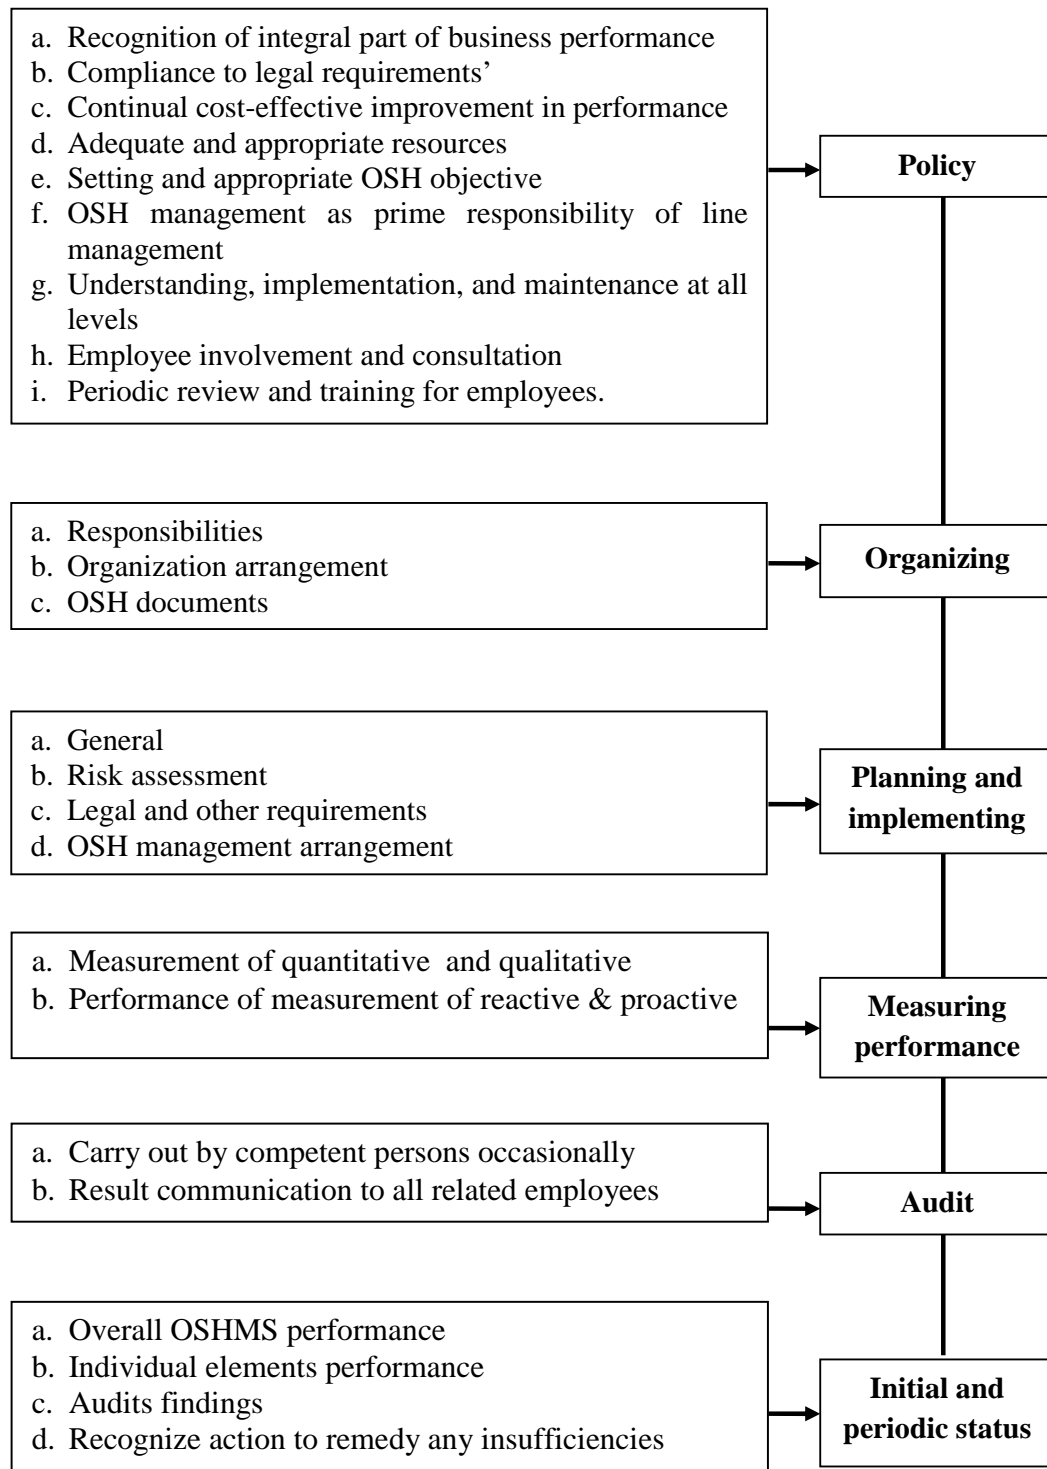 a. Recognition of integral part of business performance
b. Compliance to legal requirements’
c. Continual cost-effective improvement in performance
d. Adequate and appropriate resources
e. Setting and appropriate OSH objective
f. OSH management as prime responsibility of line
management
g. Understanding, implementation, and maintenance at all
levels
h. Employee involvement and consultation
i. Periodic review and training for employees.
Policy
a. Responsibilities
b. Organization arrangement
c. OSH documents
Organizing
a. General
b. Risk assessment
c. Legal and other requirements
d. OSH management arrangement
Planning and
implementing
a. Measurement of quantitative and qualitative
b. Performance of measurement of reactive & proactive
Measuring
performance
a. Carry out by competent persons occasionally
b. Result communication to all related employees
Audit
a. Overall OSHMS performance
b. Individual elements performance
c. Audits findings
d. Recognize action to remedy any insufficiencies
Initial and
periodic status